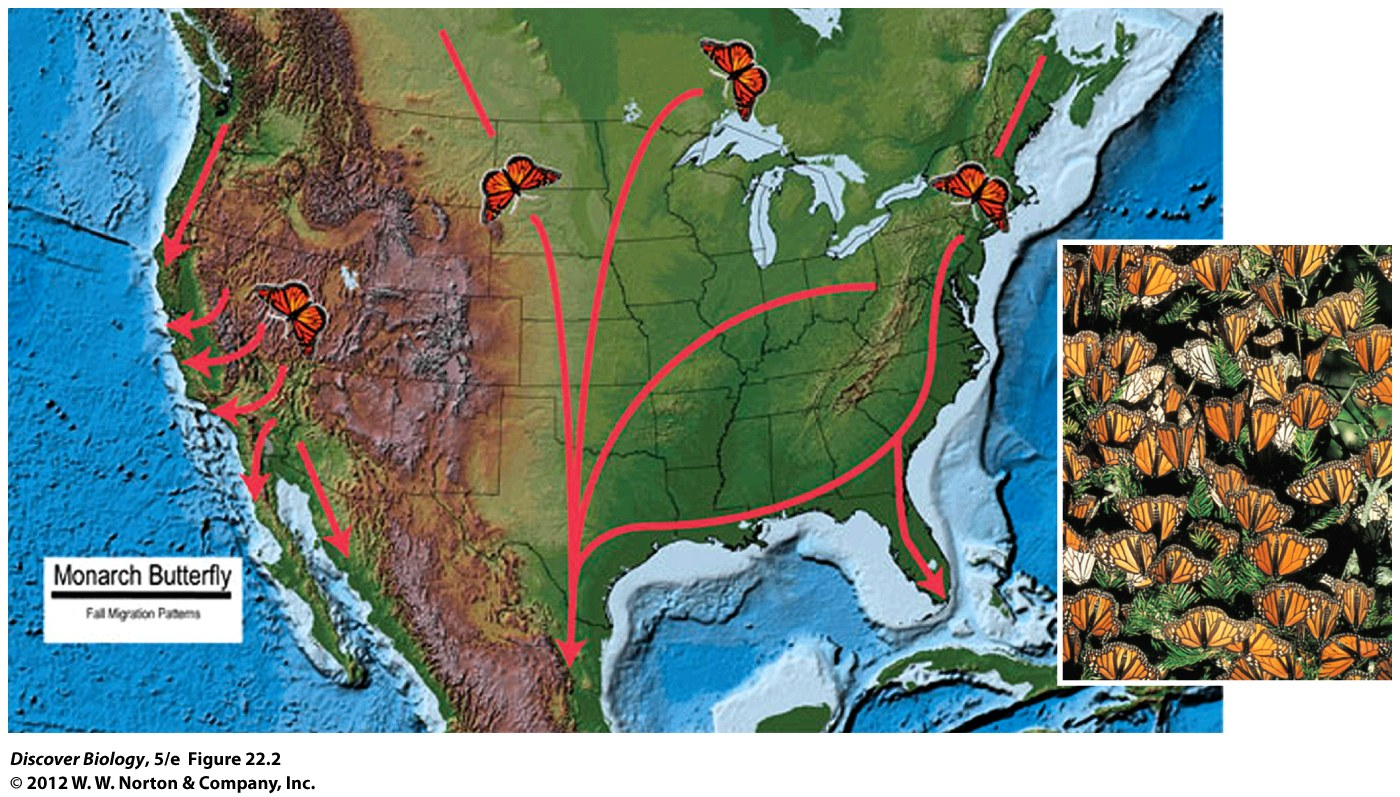 Monarch Butterfly
Fall Migration Patterns
Discover Biology, 5/e Figure 22.2
© 2012 W. W. Norton & Company, Inc.